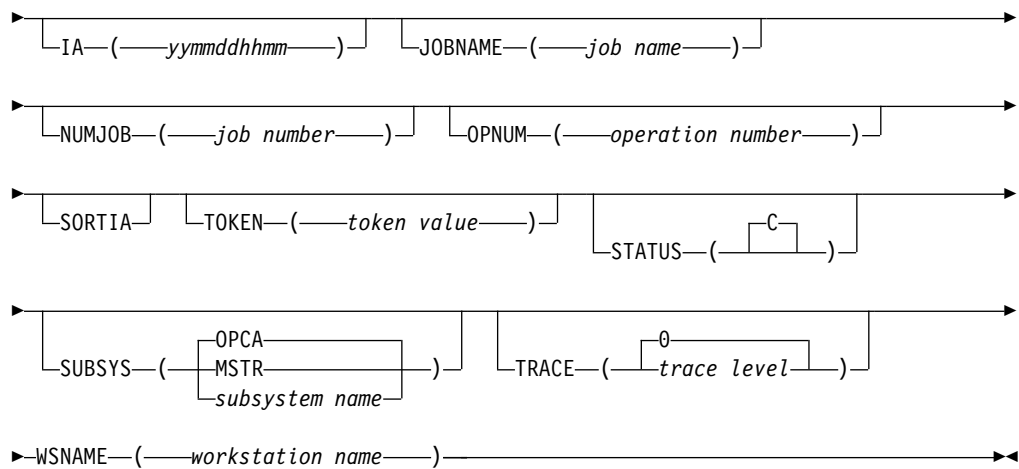 IA ( yymmddhhmm ) JOBNAME ( job name )
NUMJOB ( job number ) OPNUM ( operation number )
C
SORTIA TOKEN ( token value ) STATUS ( )
OPCA 0
SUBSYS ( MSTR ) TRACE ( trace level )
subsystem name
WSNAME ( workstation name )